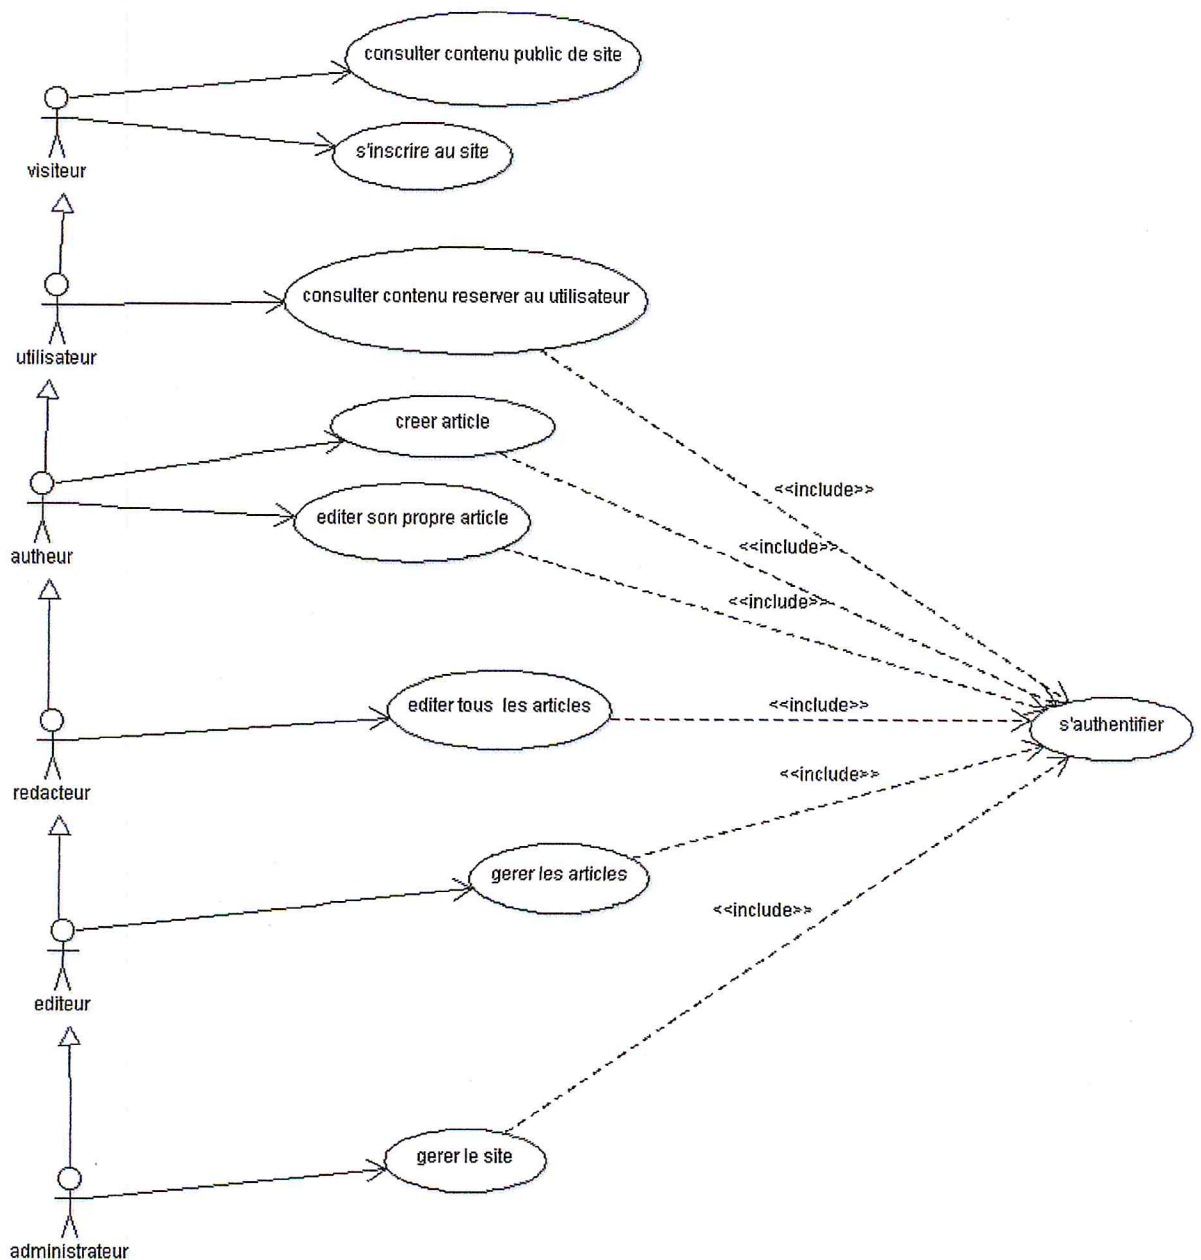 consulter contenu public de site
s'inscrire au site
visiteur
consulter contenu reserver au utilisateur
utilisateur
creer article
<<include>>
editer son propre article
<<include>>
autheur
<<include>>
editer tous les articles
<<include>>
s'authentifier
<<include>>
redacteur
gerer les articles
<<include>>
editeur
gerer le site
administrateur